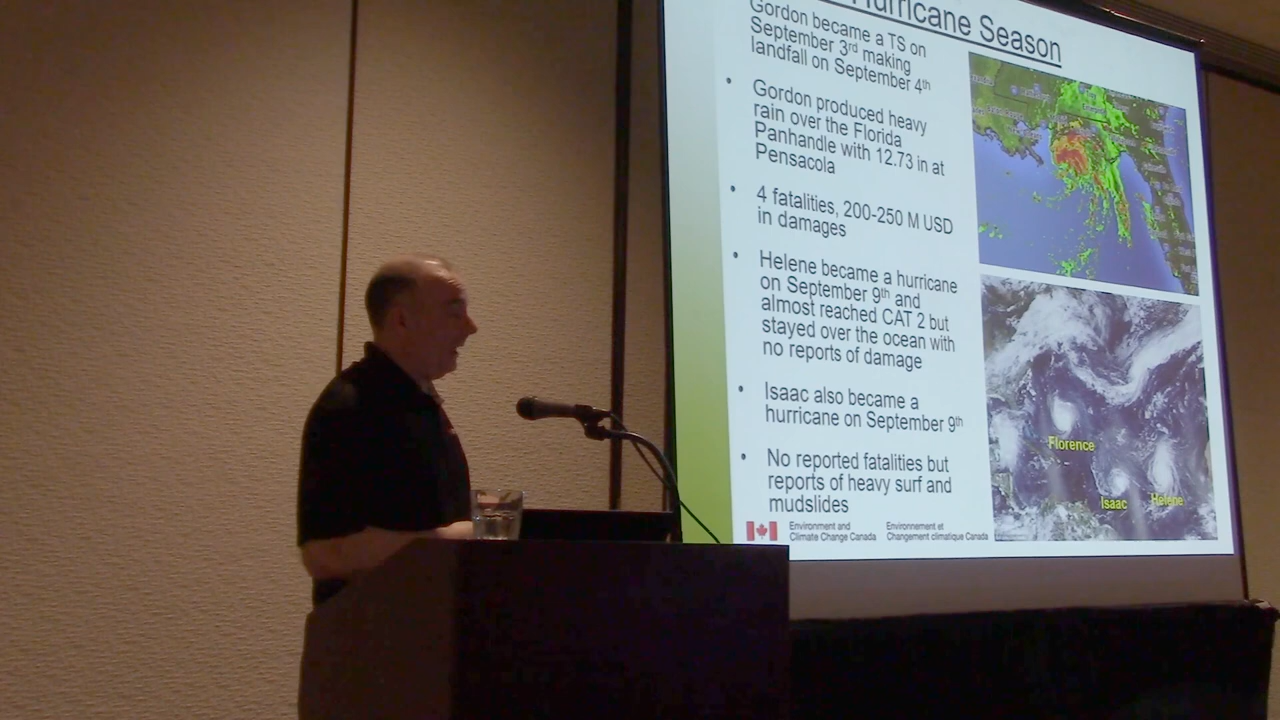 Hurricane Season
Gordon became a TS on
September 3rd making
landfall on September 4th
• Gordon produced heavy
rain over the Florida
Panhandle with 12.73 in at
Pensacola
• 4 fatalities, 200-250 M USD
in damages
• Helene became a hurricane
on September 9th and
almost reached CAT 2 but
stayed over the ocean with
no reports of damage
• Isaac also became a
hurricane on September 9th
• No reported fatalities but
reports of heavy surf and
mudslides
Florence
Isaac
Helene
Environment and
Climate Change Canada
Environnement et
Changement climatique Canada